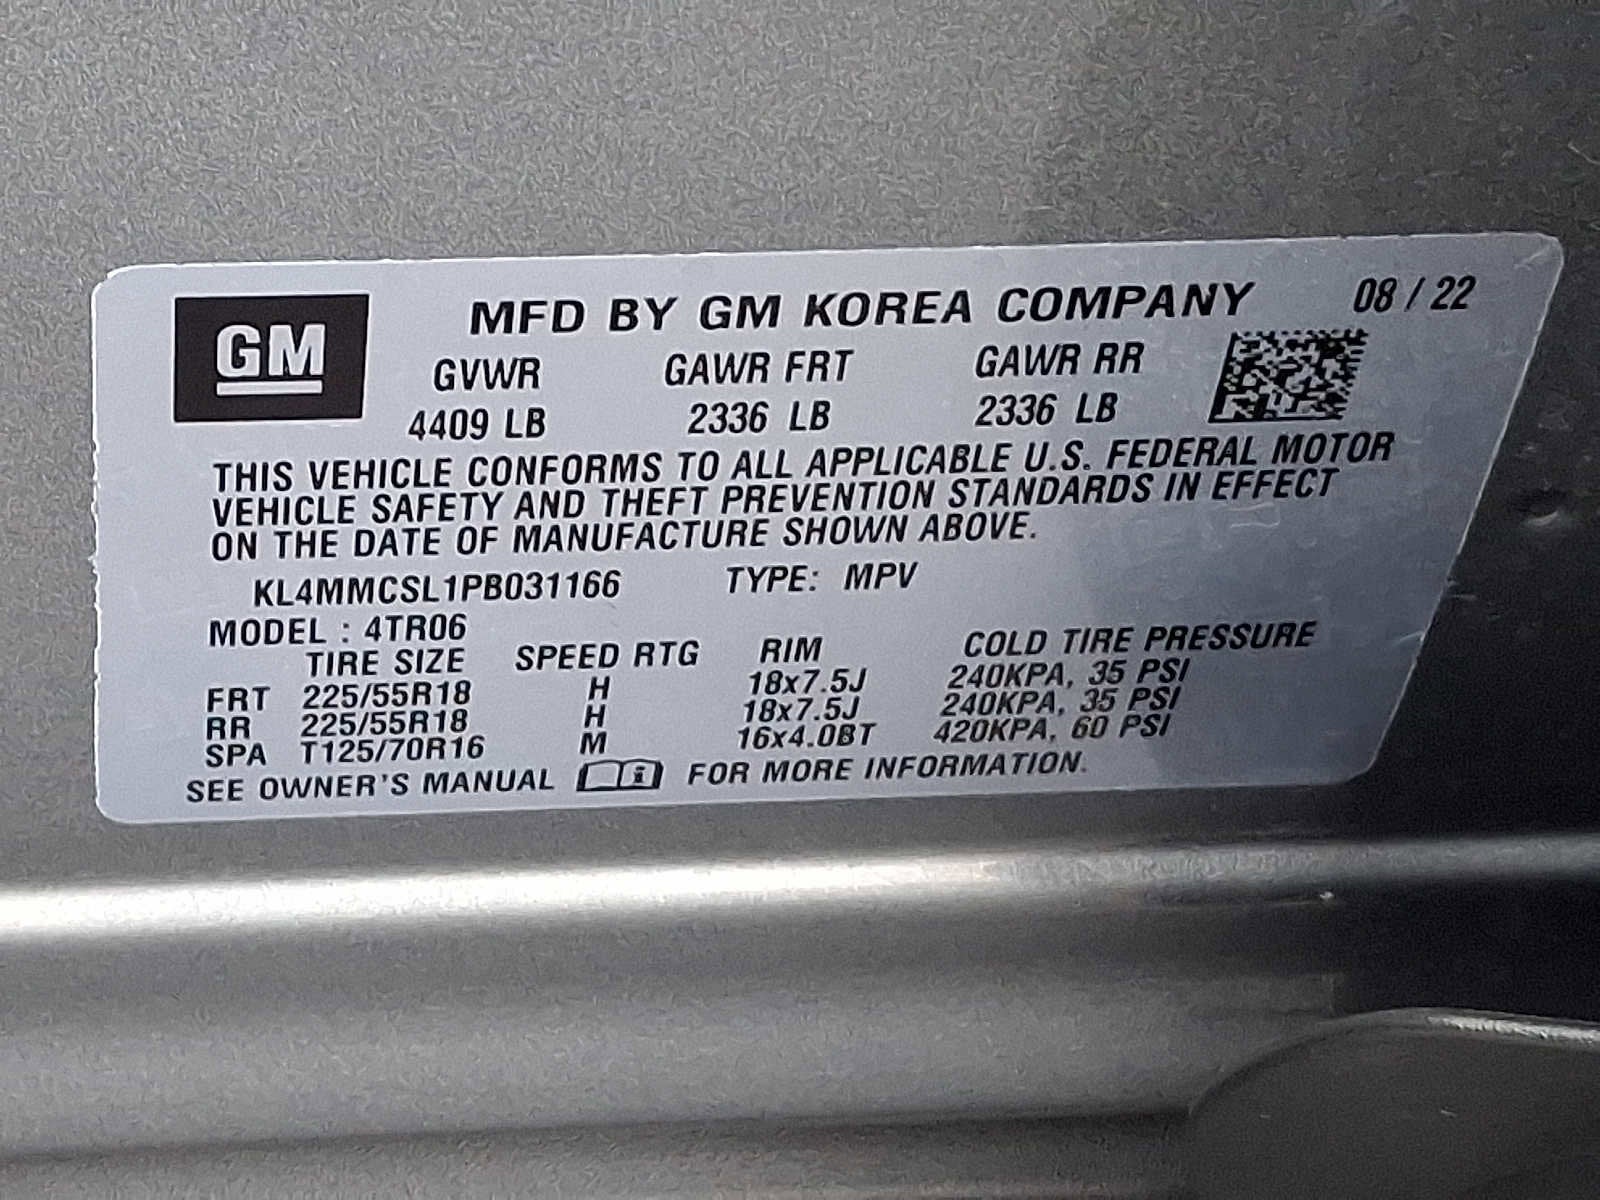 GM
MFD BY GM KOREA COMPANY 08 / 22
GVWR GAWR FRT GAWR RR
4409 LB 2336 LB 2336 LB
THIS VEHICLE CONFORMS TO ALL APPLICABLE U.S. FEDERAL MOTOR
VEHICLE SAFETY AND THEFT PREVENTION STANDARDS IN EFFECT
ON THE DATE OF MANUFACTURE SHOWN ABOVE.
KL4MMCSL1PB031166 TYPE: MPV
MODEL : 4TR06
TIRE SIZE SPEED RTG RIM COLD TIRE PRESSURE
FRT 225/55R18 H 18x7.5J 240KPA, 35 PSI
RR 225/55R18 H 18x7.5J 240KPA, 35 PSI
SPA T125/70R16 M 16x4.0BT 420KPA, 60 PSI
SEE OWNER'S MANUAL i FOR MORE INFORMATION.